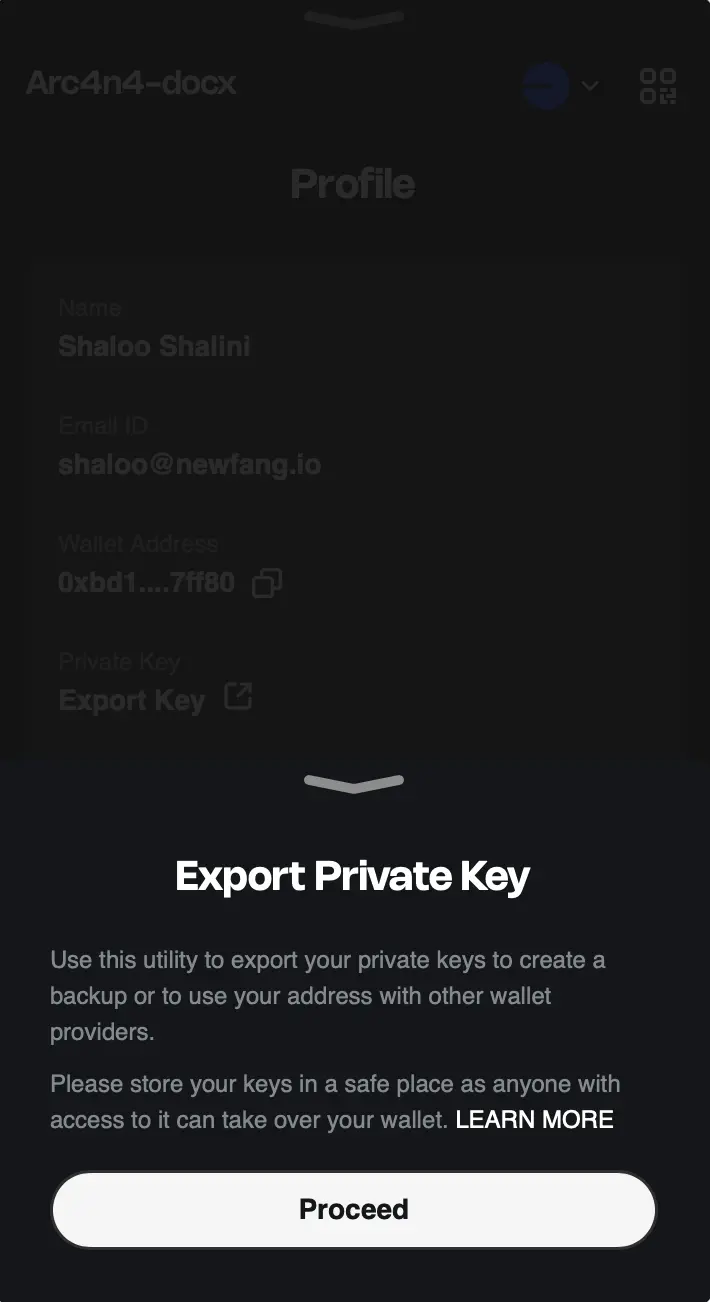 Arc4n4-docx
Profile
Name
Shaloo Shalini
Email ID
shaloo@newfang.io
Wallet Address
0xbd1....7ff80
Private Key
Export Key
Export Private Key
Use this utility to export your private keys to create a
backup or to use your address with other wallet
providers.
Please store your keys in a safe place as anyone with
access to it can take over your wallet. LEARN MORE
Proceed